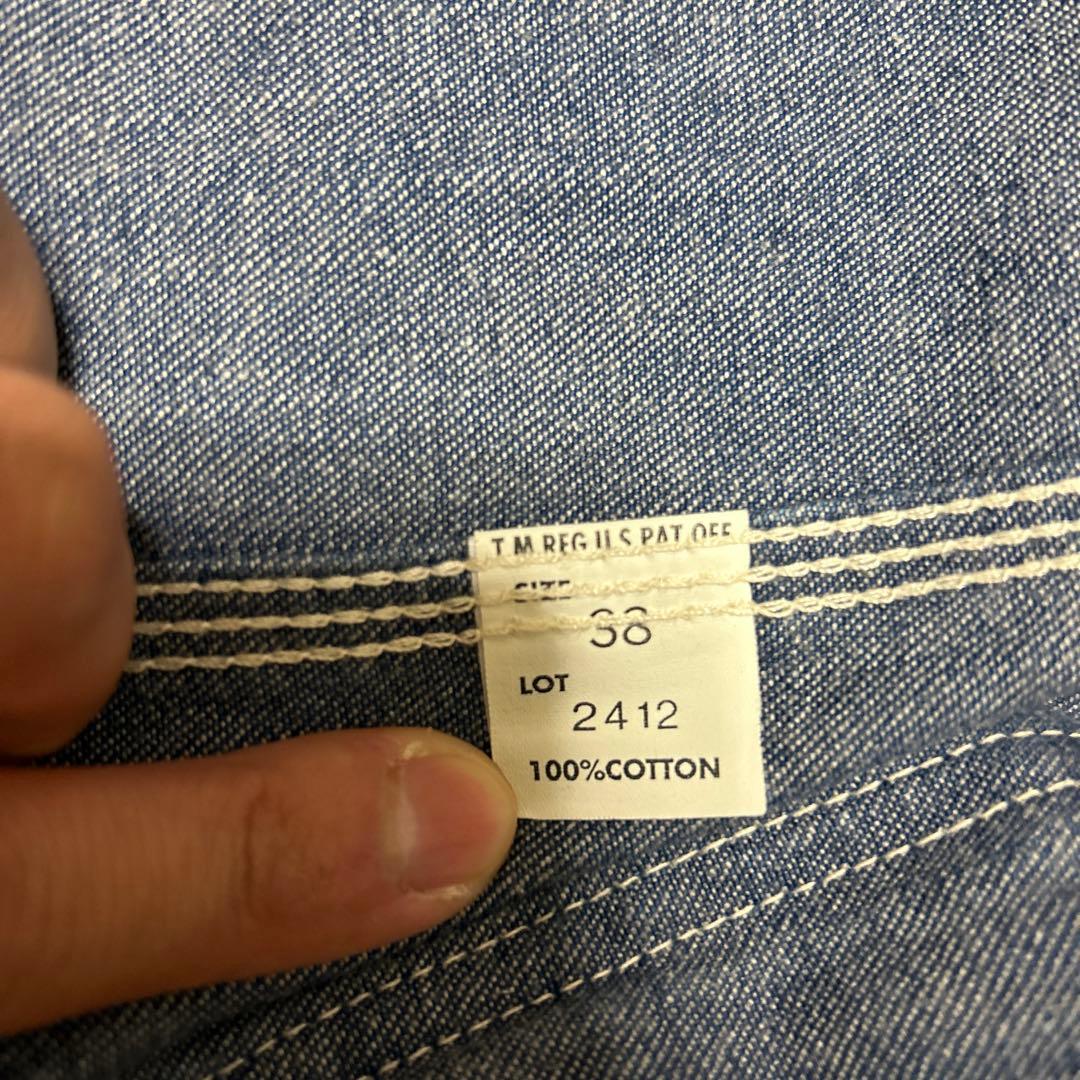 T M REG U S PAT OFF
SIZE
38
LOT
2412
100%COTTON